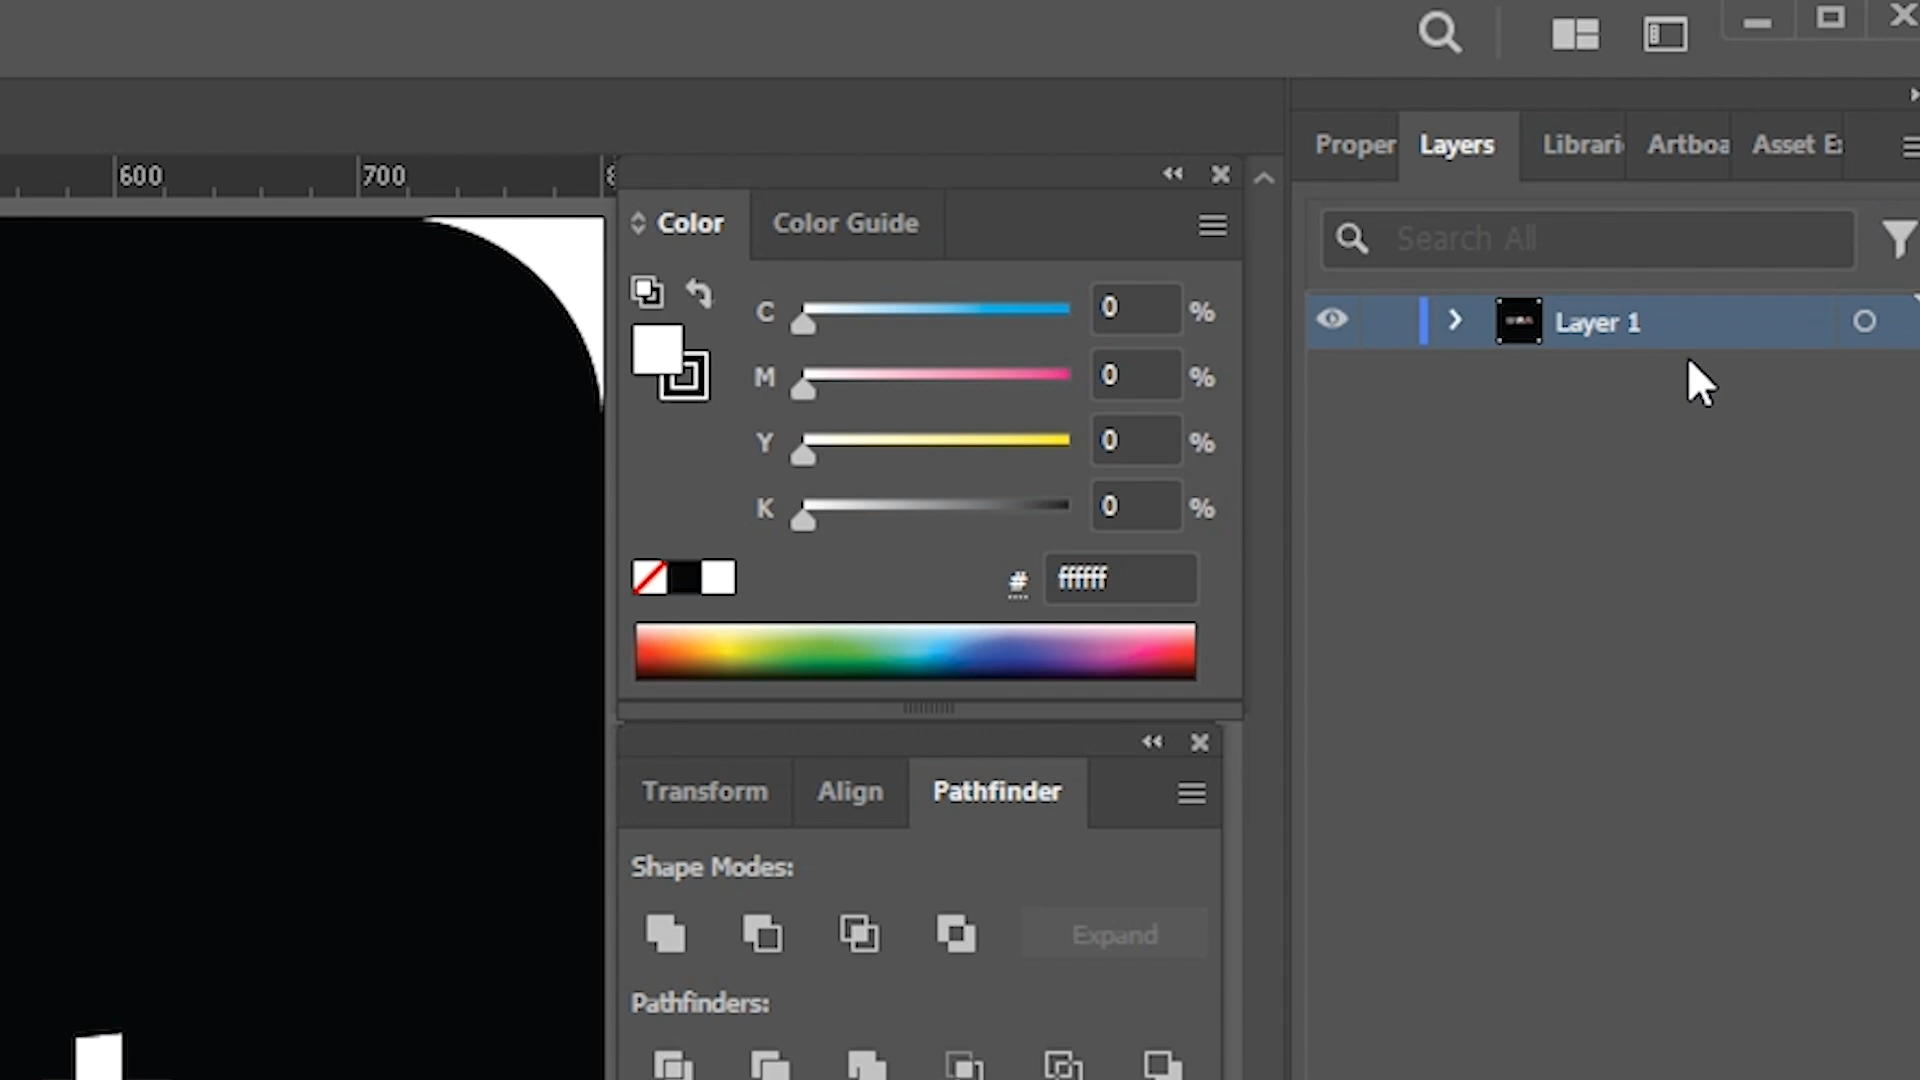 600
700
Color
Color Guide
C 0 %
M 0 %
Y 0 %
K 0 %
# ffffff
Transform
Align
Pathfinder
Shape Modes:
Expand
Pathfinders:
Proper
Layers
Librari
Artboa
Asset E
Search All
Layer 1